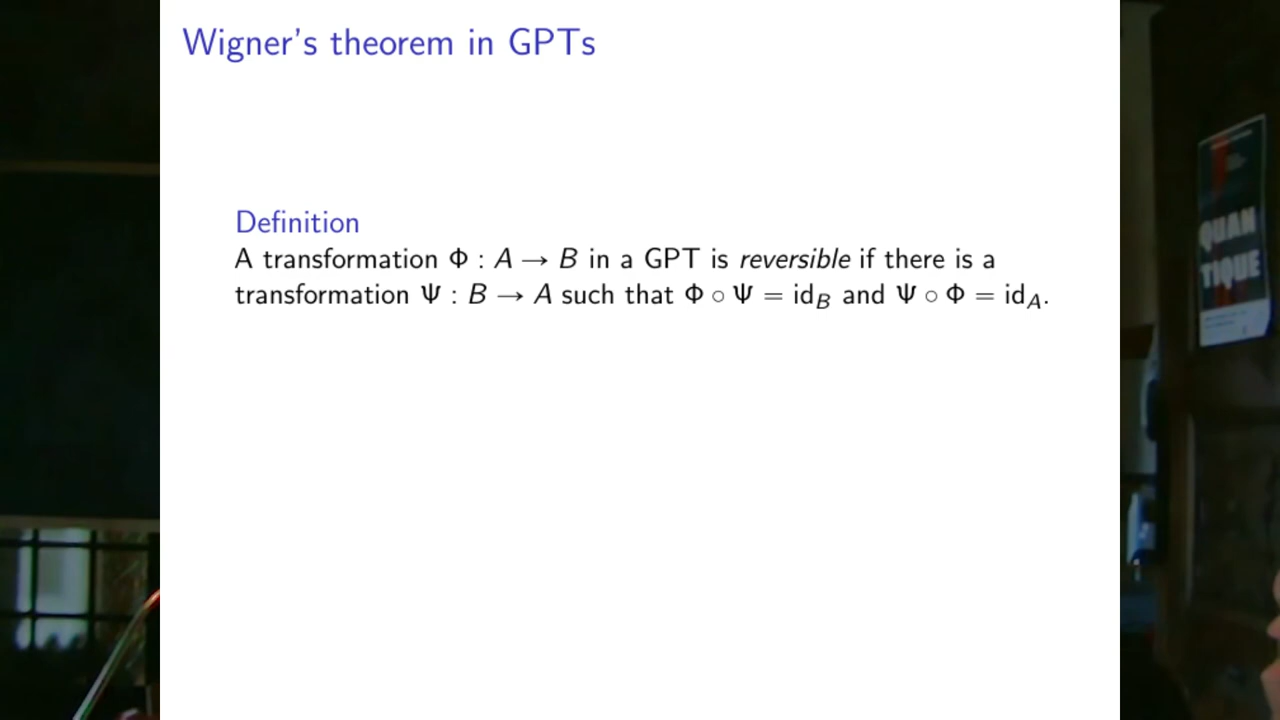 Wigner's theorem in GPTs
Definition
A transformation Φ : A → B in a GPT is reversible if there is a
transformation Ψ : B → A such that Φ ∘ Ψ = id_B and Ψ ∘ Φ = id_A.
QUAN
TIQUE